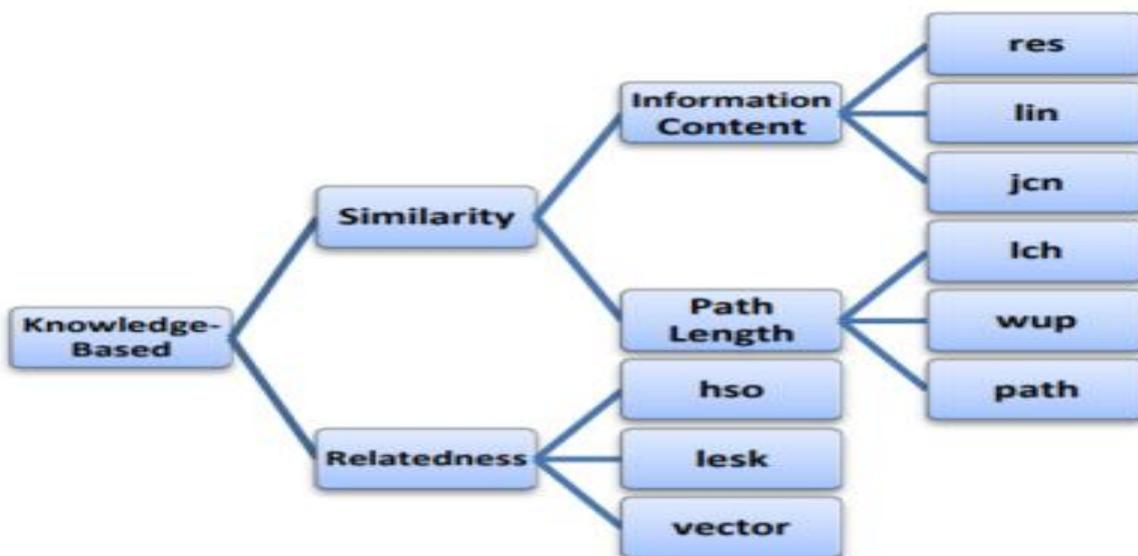 res
Information
Content
lin
jcn
Similarity
lch
Path
Length
wup
path
Knowledge-
Based
hso
Relatedness
lesk
vector